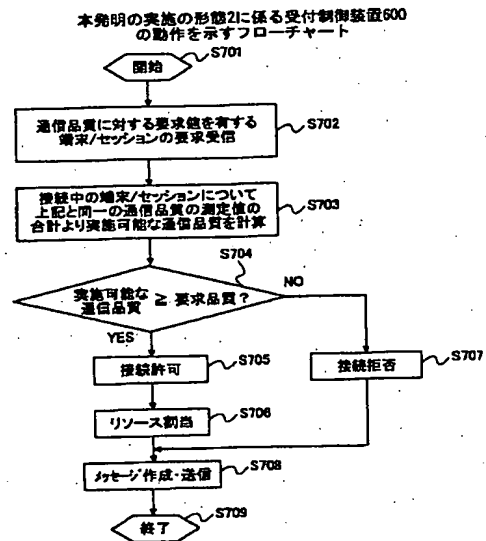 本発明の実施の形態2に係る受付制御装置600
の動作を示すフローチャート
S701
開始
通信品質に対する要求値を有する
端末/セッションの要求受信
S702
接続中の端末/セッションについて
上記と同一の通信品質の測定値の
合計より実施可能な通信品質を計算
S703
S704
実施可能な
通信品質 ≧ 要求品質?
NO
YES
接続許可
S705
接続拒否
S707
リソース割当
S706
メッセージ作成・送信
S708
S709
終了